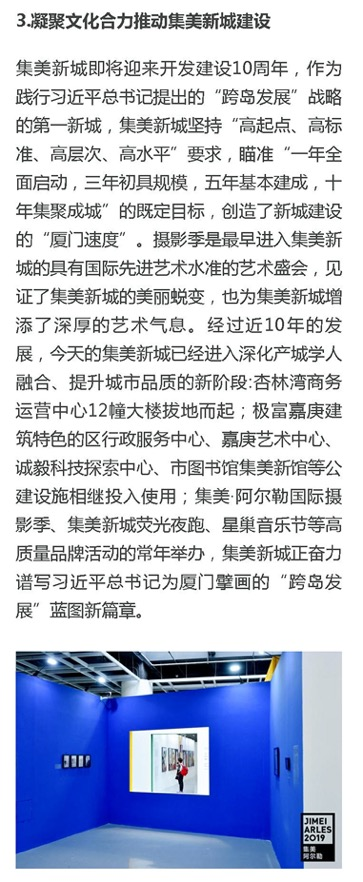 3.凝聚文化合力推动集美新城建设
集美新城即将迎来开发建设10周年，作为
践行习近平总书记提出的“跨岛发展”战略
的第一新城，集美新城坚持“高起点、高标
准、高层次、高水平”要求，瞄准“一年全
面启动，三年初具规模，五年基本建成，十
年集聚成城”的既定目标，创造了新城建设
的“厦门速度”。摄影季是最早进入集美新
城的具有国际先进艺术水准的艺术盛会，见
证了集美新城的美丽蜕变，也为集美新城增
添了深厚的艺术气息。经过近10年的发
展，今天的集美新城已经进入深化产城学人
融合、提升城市品质的新阶段:杏林湾商务
运营中心12幢大楼拔地而起；极富嘉庚建
筑特色的区行政服务中心、嘉庚艺术中心、
诚毅科技探索中心、市图书馆集美新馆等公
建设施相继投入使用；集美·阿尔勒国际摄
影季、集美新城荧光夜跑、星巢音乐节等高
质量品牌活动的常年举办，集美新城正奋力
谱写习近平总书记为厦门擘画的“跨岛发
展”蓝图新篇章。
JIMEI
ARLES
2019
集美
阿尔勒